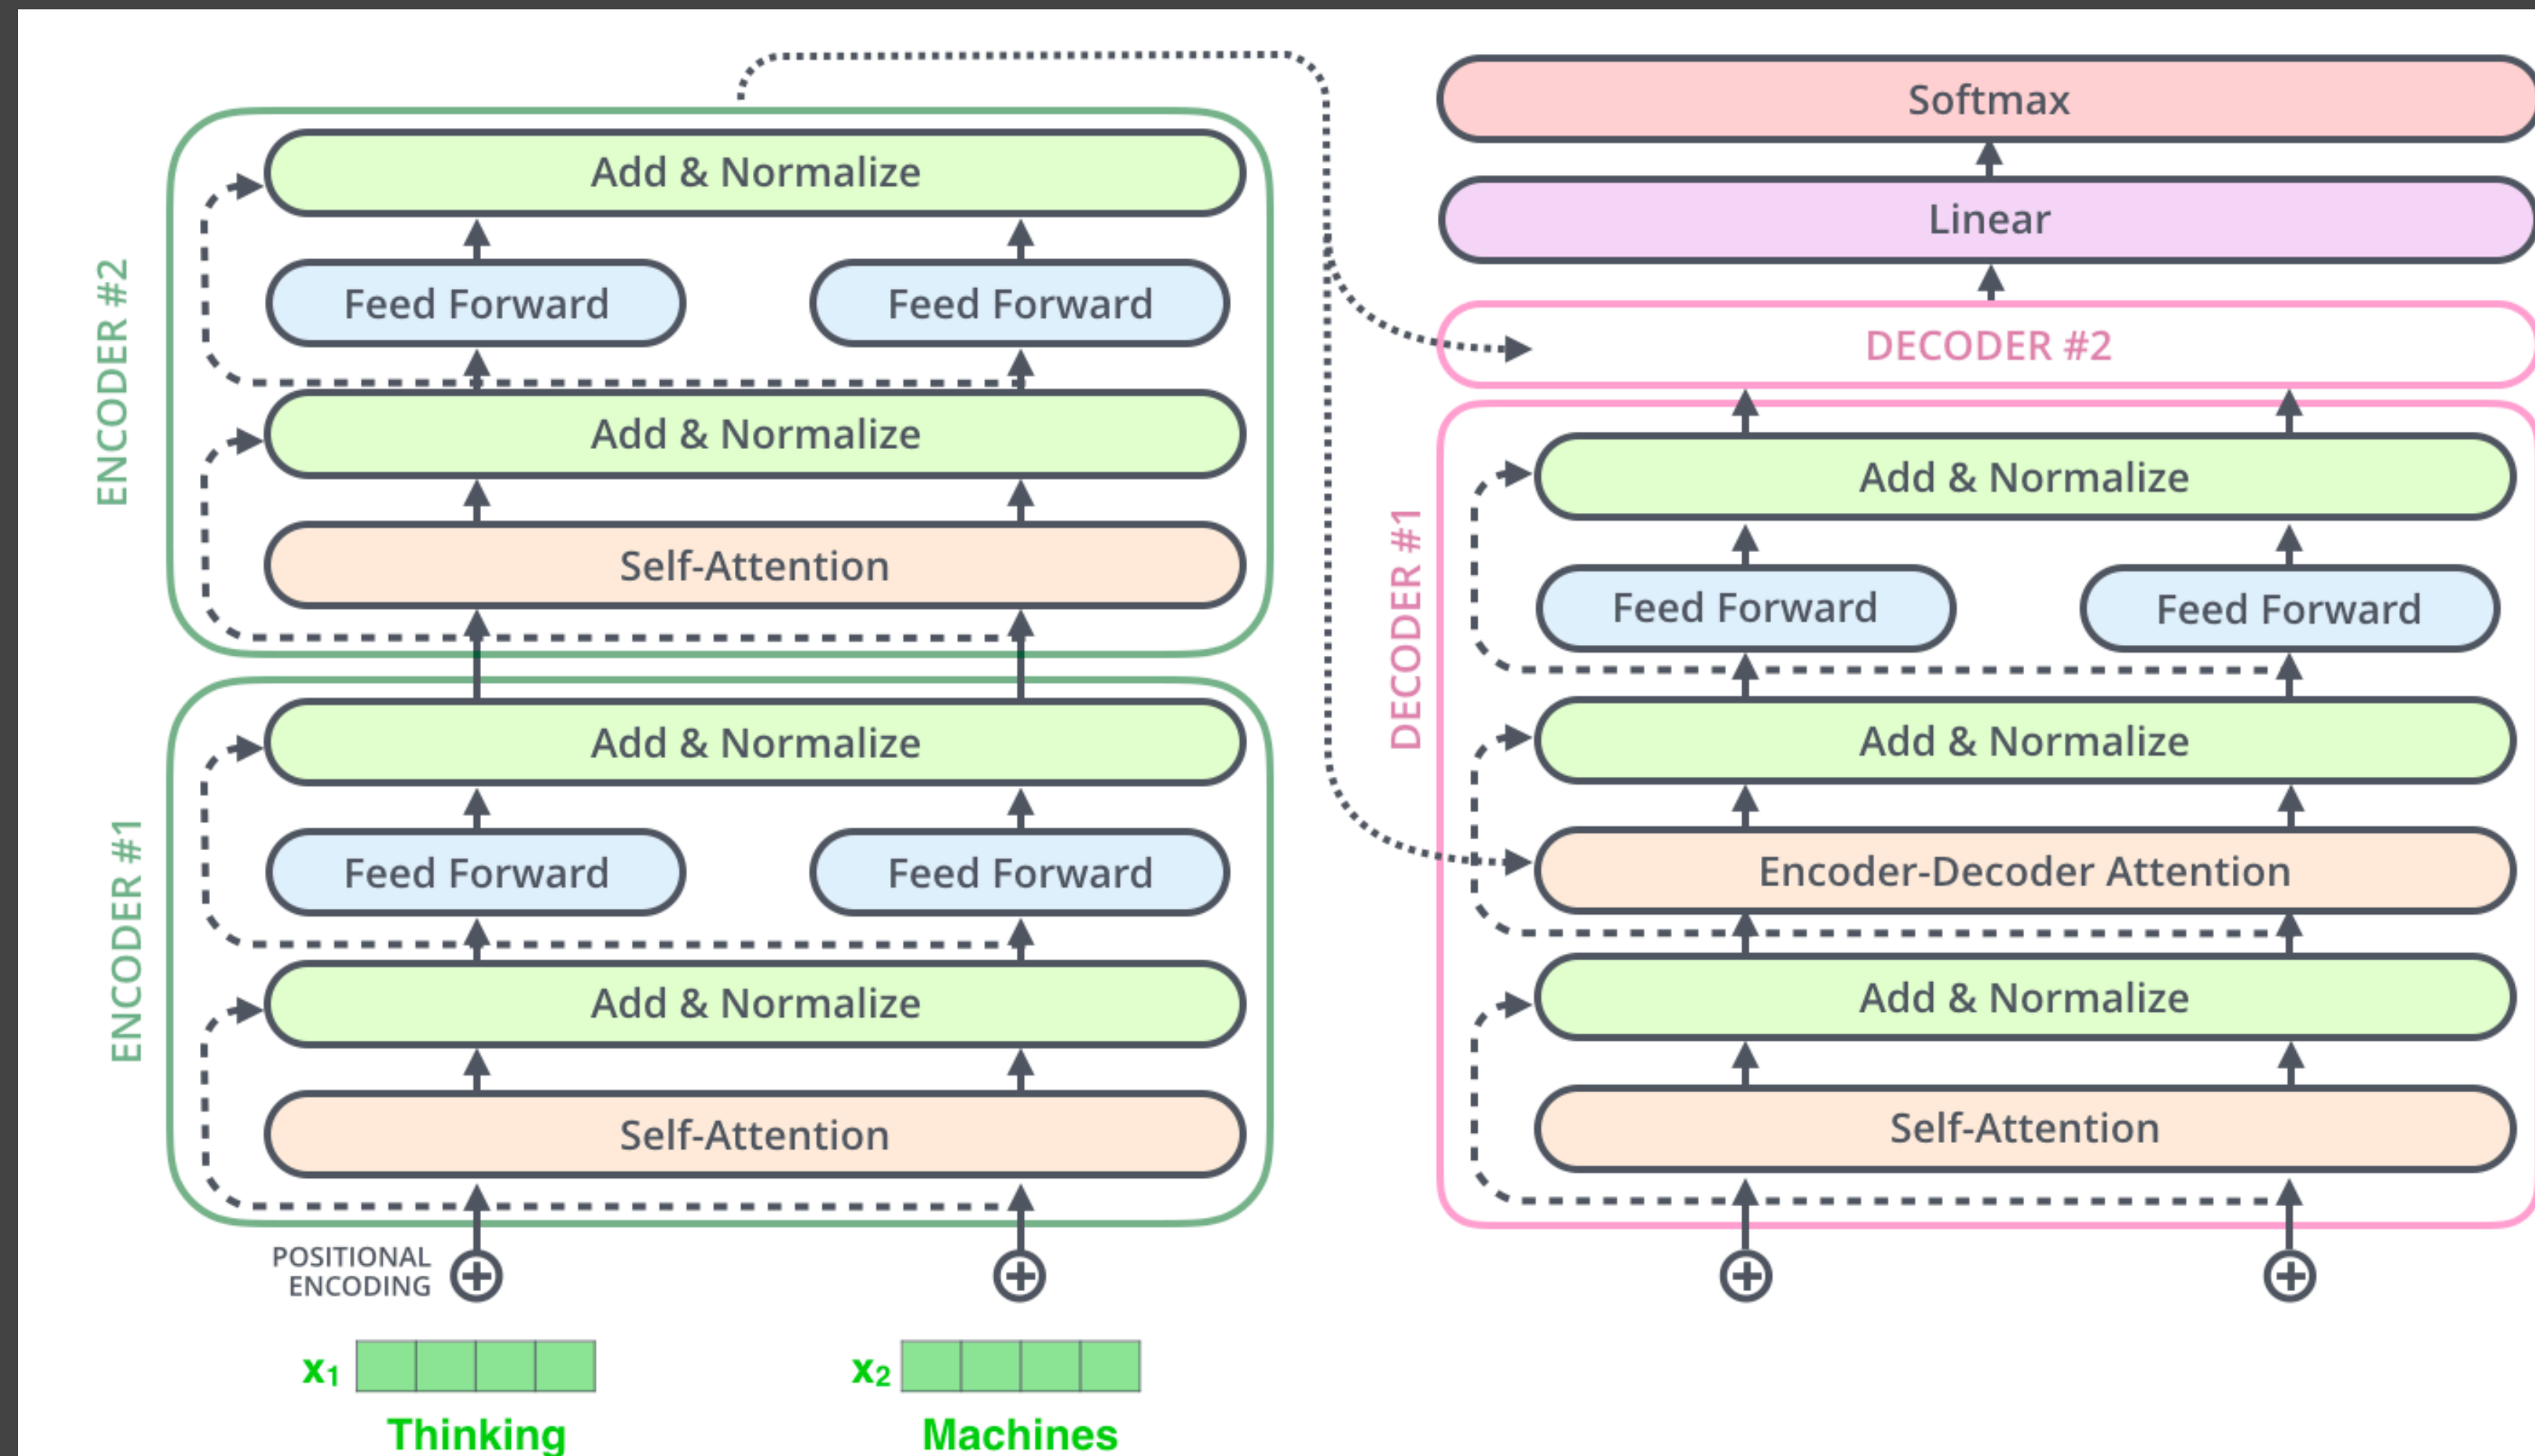 ENCODER #2
Add & Normalize
Feed Forward
Feed Forward
Add & Normalize
Self-Attention
ENCODER #1
Add & Normalize
Feed Forward
Feed Forward
Add & Normalize
Self-Attention
POSITIONAL
ENCODING
x1
x2
Thinking
Machines
Softmax
Linear
DECODER #2
DECODER #1
Add & Normalize
Feed Forward
Feed Forward
Add & Normalize
Encoder-Decoder Attention
Add & Normalize
Self-Attention